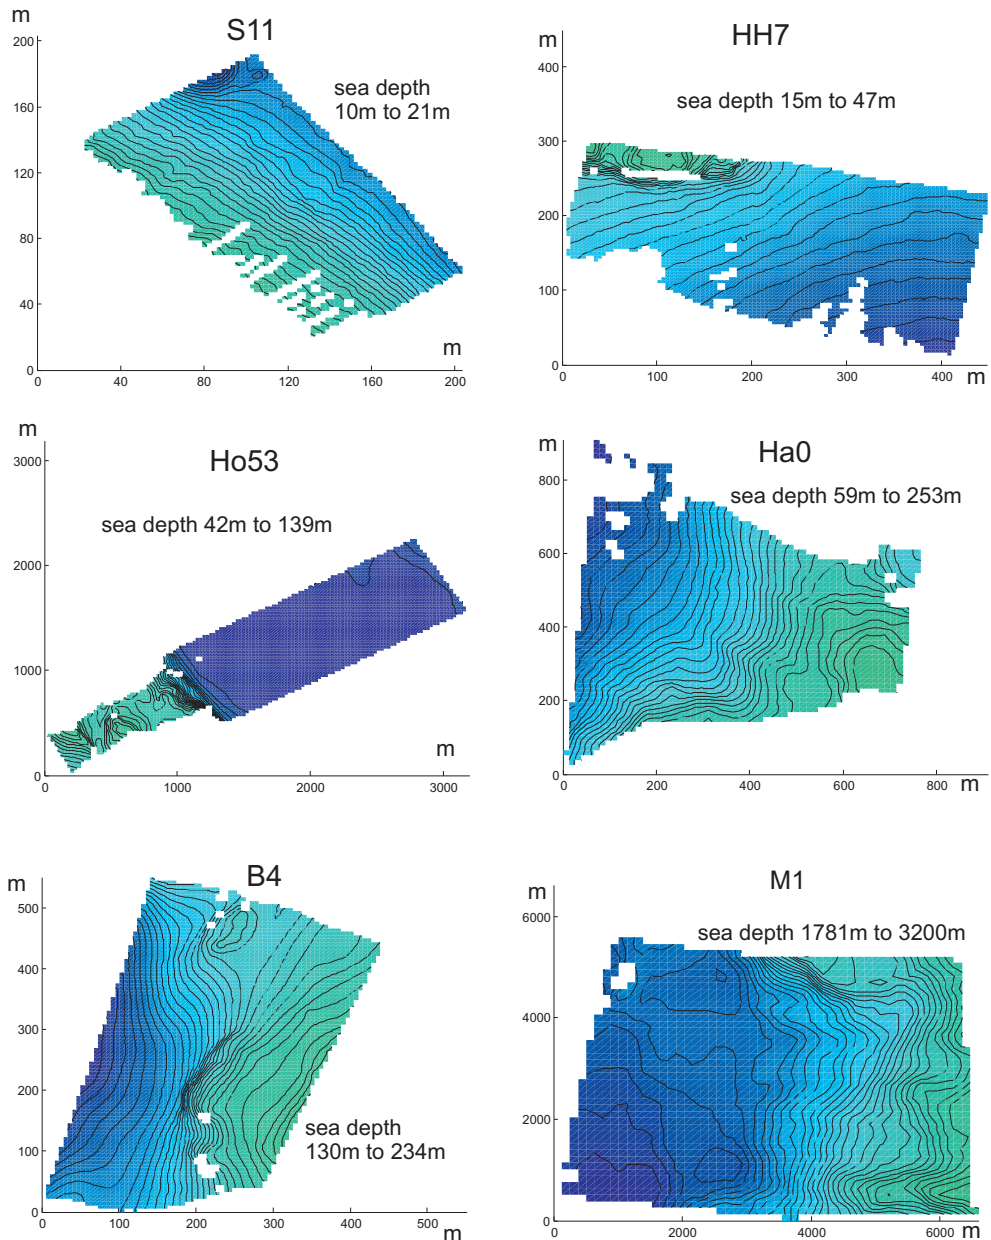 m
S11
200
sea depth
10m to 21m
160
120
80
40
m
0
0 40 80 120 160 200
m
HH7
400
sea depth 15m to 47m
300
200
100
0
0 100 200 300 400 m
m
Ho53
3000
sea depth 42m to 139m
2000
1000
m
0
0 1000 2000 3000
m
Ha0
800
sea depth 59m to 253m
600
400
200
0
0 200 400 600 800
m
m
B4
500
400
300
200
sea depth
130m to 234m
100
0
0 100 200 300 400 500
m
m
M1
6000
sea depth 1781m to 3200m
4000
2000
0
0 2000 4000 6000
m